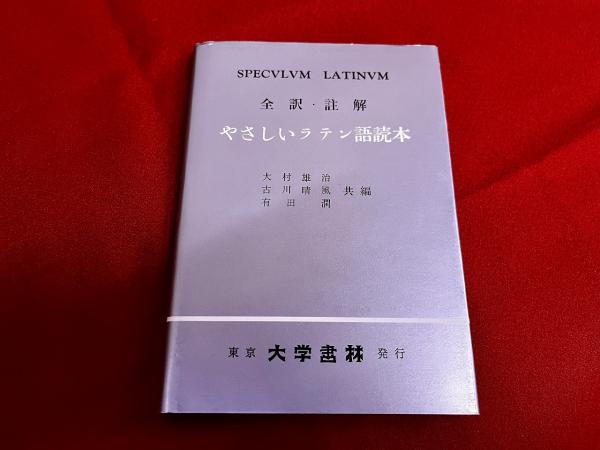 SPECVLVM LATINVM
全訳・註解
やさしいラテン語読本
大村雄治
古川晴風 共編
有田潤
東京 大学書林 発行